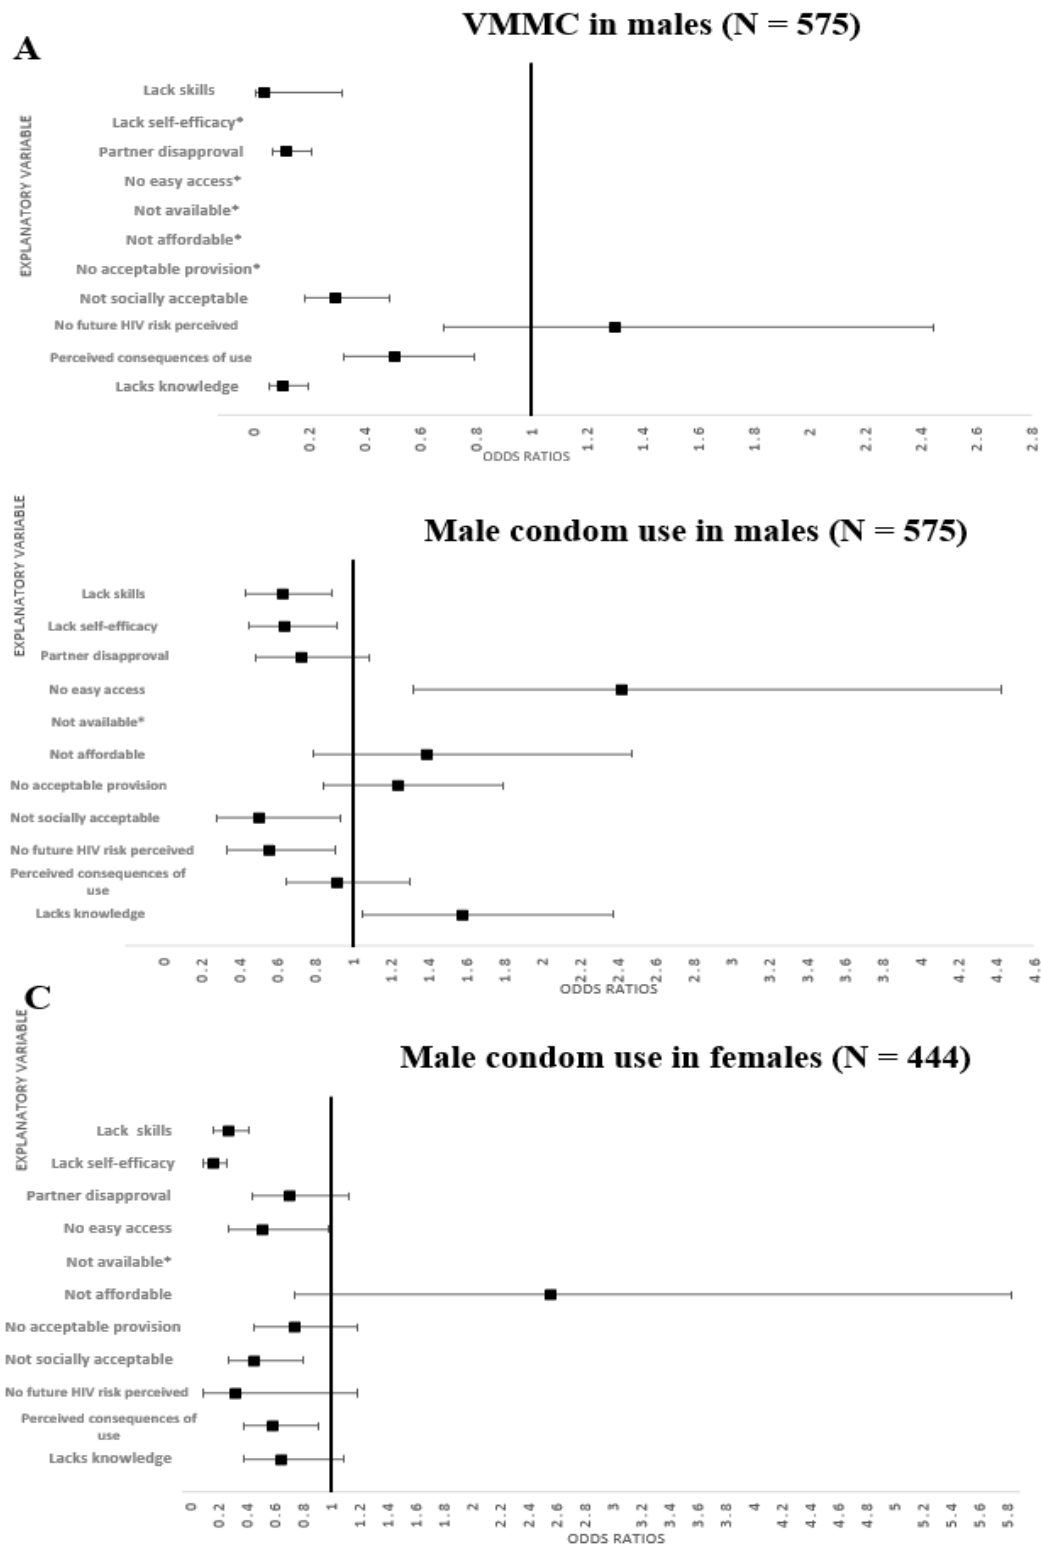 VMMC in males (N = 575)
A
EXPLANATORY VARIABLE
Lack skills
Lack self-efficacy*
Partner disapproval
No easy access*
Not available*
Not affordable*
No acceptable provision*
Not socially acceptable
No future HIV risk perceived
Perceived consequences of use
Lacks knowledge
0 0.2 0.4 0.6 0.8 1 1.2 1.4 1.6 1.8 2 2.2 2.4 2.6 2.8
ODDS RATIOS
Male condom use in males (N = 575)
EXPLANATORY VARIABLE
Lack skills
Lack self-efficacy
Partner disapproval
No easy access
Not available*
Not affordable
No acceptable provision
Not socially acceptable
No future HIV risk perceived
Perceived consequences of
use
Lacks knowledge
0 0.2 0.4 0.6 0.8 1 1.2 1.4 1.6 1.8 2 2.2 2.4 2.6 2.8 3 3.2 3.4 3.6 3.8 4 4.2 4.4 4.6
ODDS RATIOS
C
Male condom use in females (N = 444)
EXPLANATORY VARIABLE
Lack skills
Lack self-efficacy
Partner disapproval
No easy access
Not available*
Not affordable
No acceptable provision
Not socially acceptable
No future HIV risk perceived
Perceived consequences of
use
Lacks knowledge
0 0.2 0.4 0.6 0.8 1 1.2 1.4 1.6 1.8 2 2.2 2.4 2.6 2.8 3 3.2 3.4 3.6 3.8 4 4.2 4.4 4.6 4.8 5 5.2 5.4 5.6 5.8
ODDS RATIOS